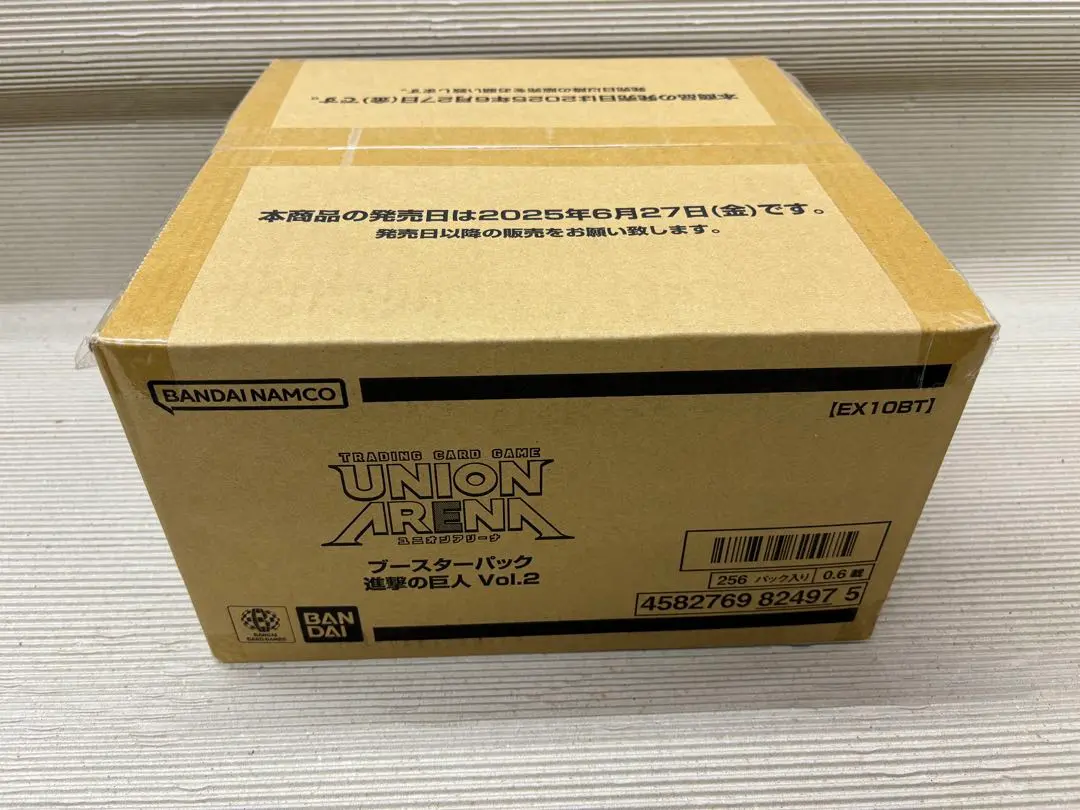 本商品の発売日は2025年6月27日(金)です。
発売日以降の販売をお願い致します。
本商品の発売日は2025年6月27日(金)です。
発売日以降の販売をお願い致します。
BANDAI NAMCO
【EX10BT】
TRADING CARD GAME
UNION
ARENA
ユニオンアリーナ
ブースターパック
進撃の巨人 Vol.2
256 パック入り 0.6 才
4582769 82497 5
BANDAI
CARD GAMES
BAN
DAI